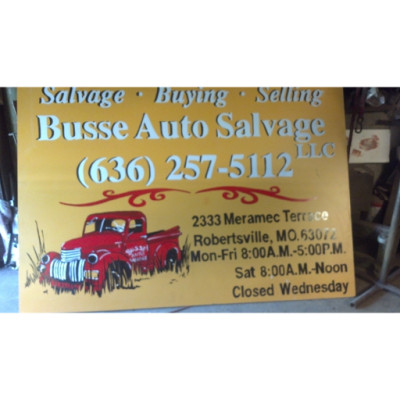 Salvage · Buying · Selling
Busse Auto Salvage
LLC
(636) 257-5112
2333 Meramec Terrace
Robertsville, MO. 63072
Mon-Fri 8:00A.M.-5:00P.M.
Sat 8:00A.M.-Noon
Closed Wednesday